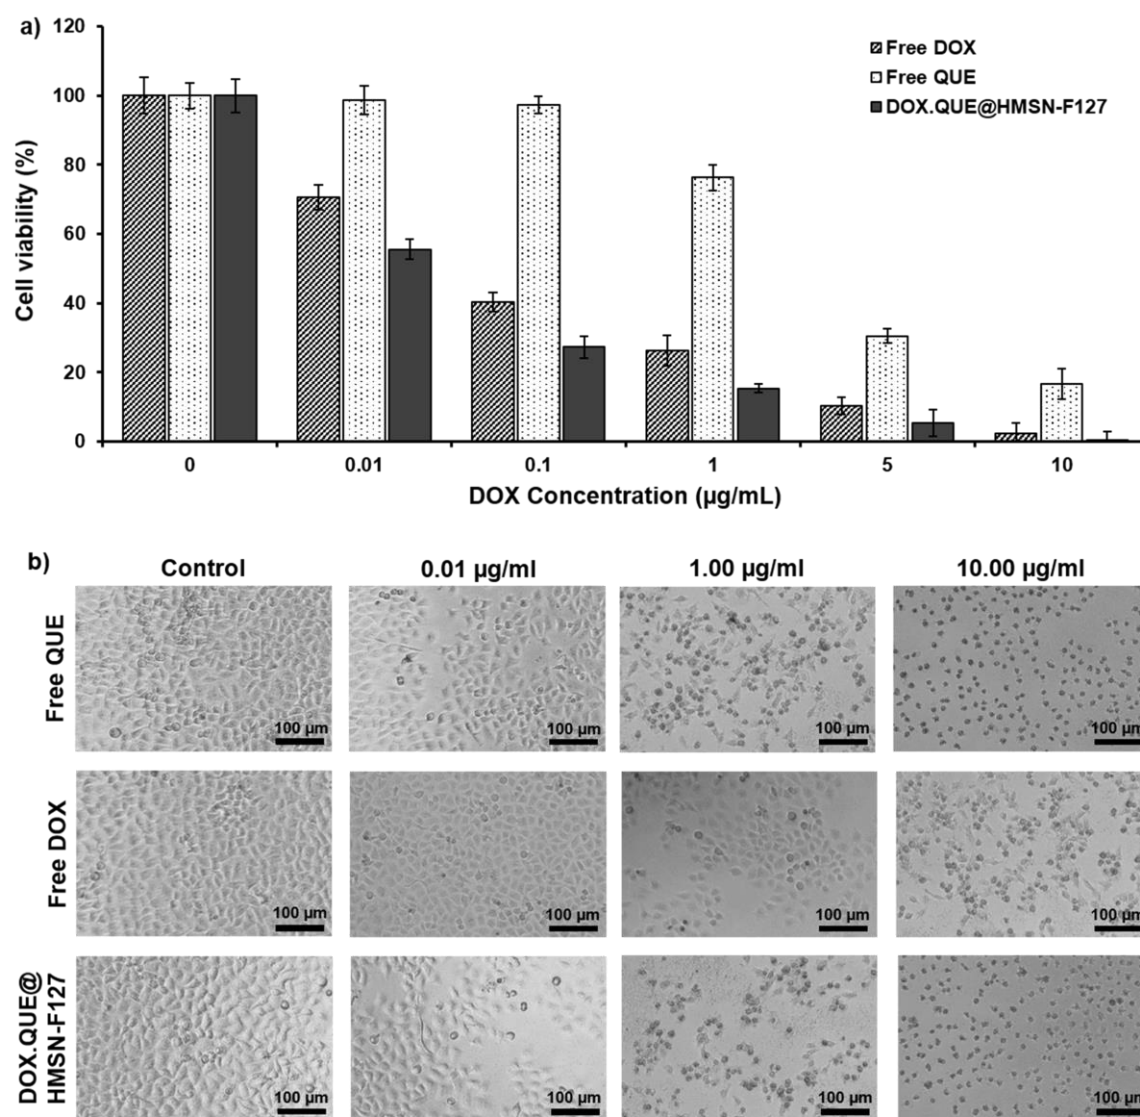 a)
120
100
80
60
40
20
0
Cell viability (%)
Free DOX
Free QUE
DOX.QUE@HMSN-F127
0 0.01 0.1 1 5 10
DOX Concentration (µg/mL)
b)
Control 0.01 µg/ml 1.00 µg/ml 10.00 µg/ml
Free QUE
100 µm 100 µm 100 µm 100 µm
Free DOX
100 µm 100 µm 100 µm 100 µm
DOX.QUE@
HMSN-F127
100 µm 100 µm 100 µm 100 µm